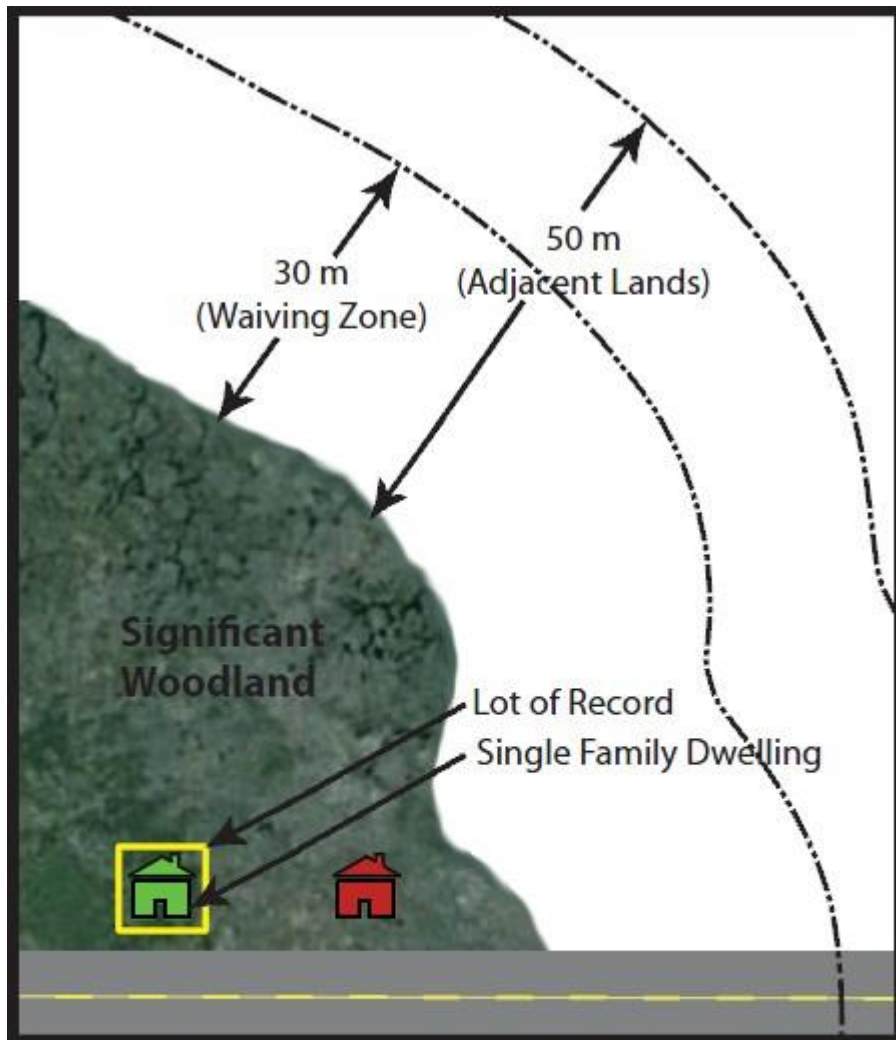 50 m
(Adjacent Lands)
30 m
(Waiving Zone)
Significant
Woodland
Lot of Record
Single Family Dwelling